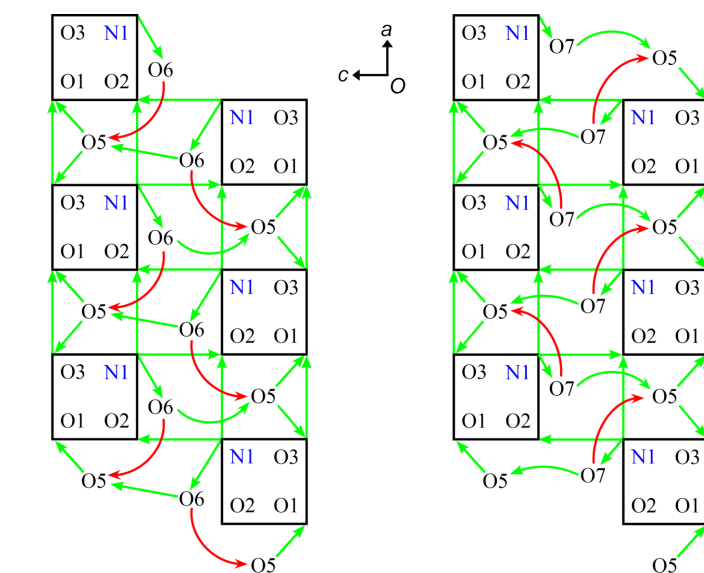 O3 N1 O7 O5
O3 N1
O6 a
c O
O1 O2 O1 O2
N1 O3 N1 O3
O5 O5 O7
O6
O2 O1 O2 O1
O3 N1 O3 N1
O6 O5 O7 O5
O1 O2 O1 O2
N1 O3 N1 O3
O5 O5 O7
O6
O2 O1 O2 O1
O3 N1 O3 N1
O6 O5 O7 O5
O1 O2 O1 O2
N1 O3 N1 O3
O5 O5 O7
O6
O2 O1 O2 O1
O5 O5